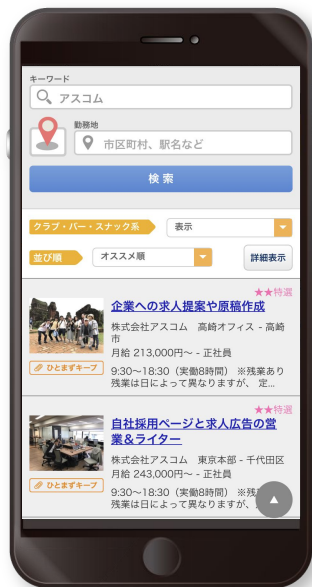 キーワード
アスコム
勤務地
市区町村、駅名など
検索
クラブ・バー・スナック系
表示
並び順
オススメ順
詳細表示
★★特選
企業への求人提案や原稿作成
株式会社アスコム 高崎オフィス - 高崎
市
月給 213,000円～ - 正社員
ひとまずキープ
9:30～18:30（実働8時間） ※残業あり
残業は日によって異なりますが、 定...
★★特選
自社採用ページと求人広告の営
業&ライター
株式会社アスコム 東京本部 - 千代田区
月給 243,000円～ - 正社員
ひとまずキープ
9:30～18:30（実働8時間） ※残
残業は日によって異なりますが、